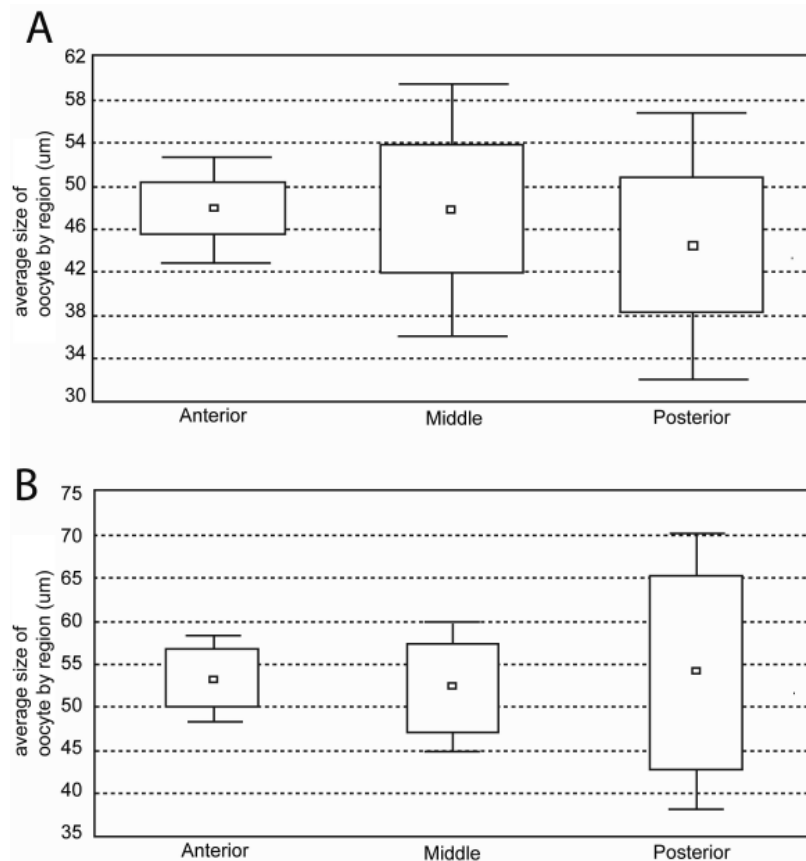 A
average size of
oocyte by region (um)
62
58
54
50
46
42
38
34
30
Anterior Middle Posterior
B
average size of
oocyte by region (um)
75
70
65
60
55
50
45
40
35
Anterior Middle Posterior